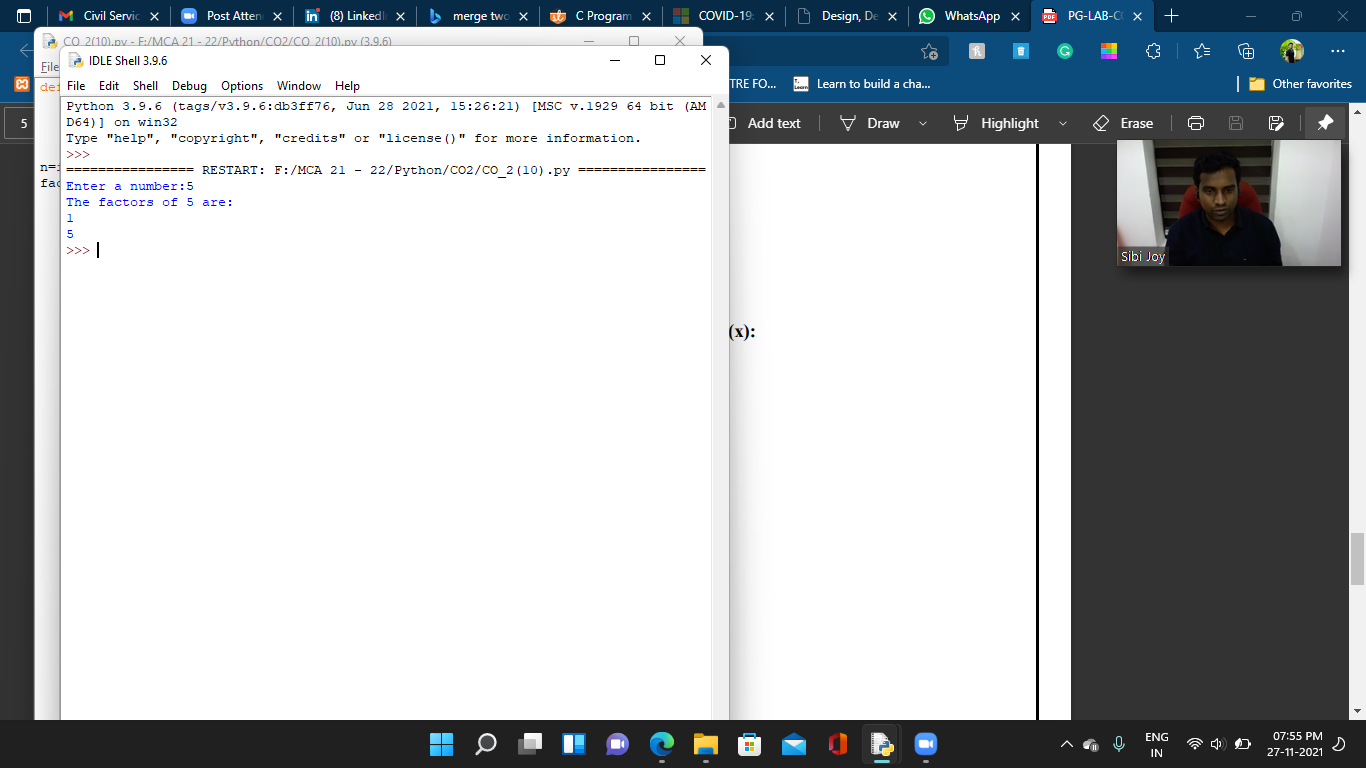 Civil Servic
Post Atten
(8) LinkedI
merge two
C Program
COVID-19:
Design, De
WhatsApp
PG-LAB-CO
CO_2(10).py - F:/MCA 21 - 22/Python/CO2/CO_2(10).py (3.9.6)
File
IDLE Shell 3.9.6
File Edit Shell Debug Options Window Help
TRE FO...
Learn to build a cha...
Other favorites
5
Add text
Draw
Highlight
Erase
def
n=i
fac
Python 3.9.6 (tags/v3.9.6:db3ff76, Jun 28 2021, 15:26:21) [MSC v.1929 64 bit (AM
D64)] on win32
Type "help", "copyright", "credits" or "license()" for more information.
>>>
================ RESTART: F:/MCA 21 - 22/Python/CO2/CO_2(10).py ================
Enter a number:5
The factors of 5 are:
1
5
>>>
Sibi Joy
(x):
ENG
IN
07:55 PM
27-11-2021